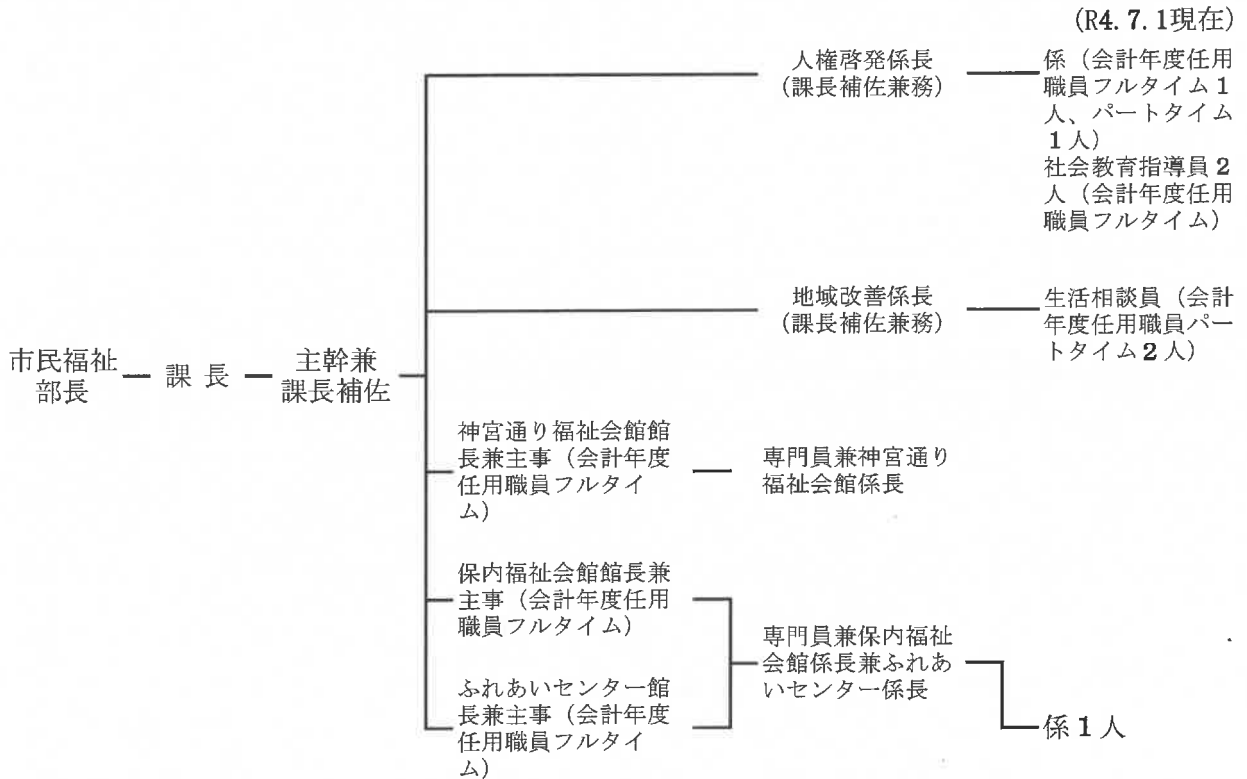 (R4.7.1現在)
人権啓発係長
(課長補佐兼務)
係（会計年度任用
職員フルタイム１
人、パートタイム
１人）
社会教育指導員２
人（会計年度任用
職員フルタイム）
地域改善係長
(課長補佐兼務)
生活相談員（会計
年度任用職員パー
トタイム２人）
市民福祉
部長
課 長
主幹兼
課長補佐
神宮通り福祉会館館
長兼主事（会計年度
任用職員フルタイ
ム）
専門員兼神宮通り
福祉会館係長
保内福祉会館館長兼
主事（会計年度任用
職員フルタイム）
ふれあいセンター館
長兼主事（会計年度
任用職員フルタイ
ム）
専門員兼保内福祉
会館係長兼ふれあ
いセンター係長
係１人